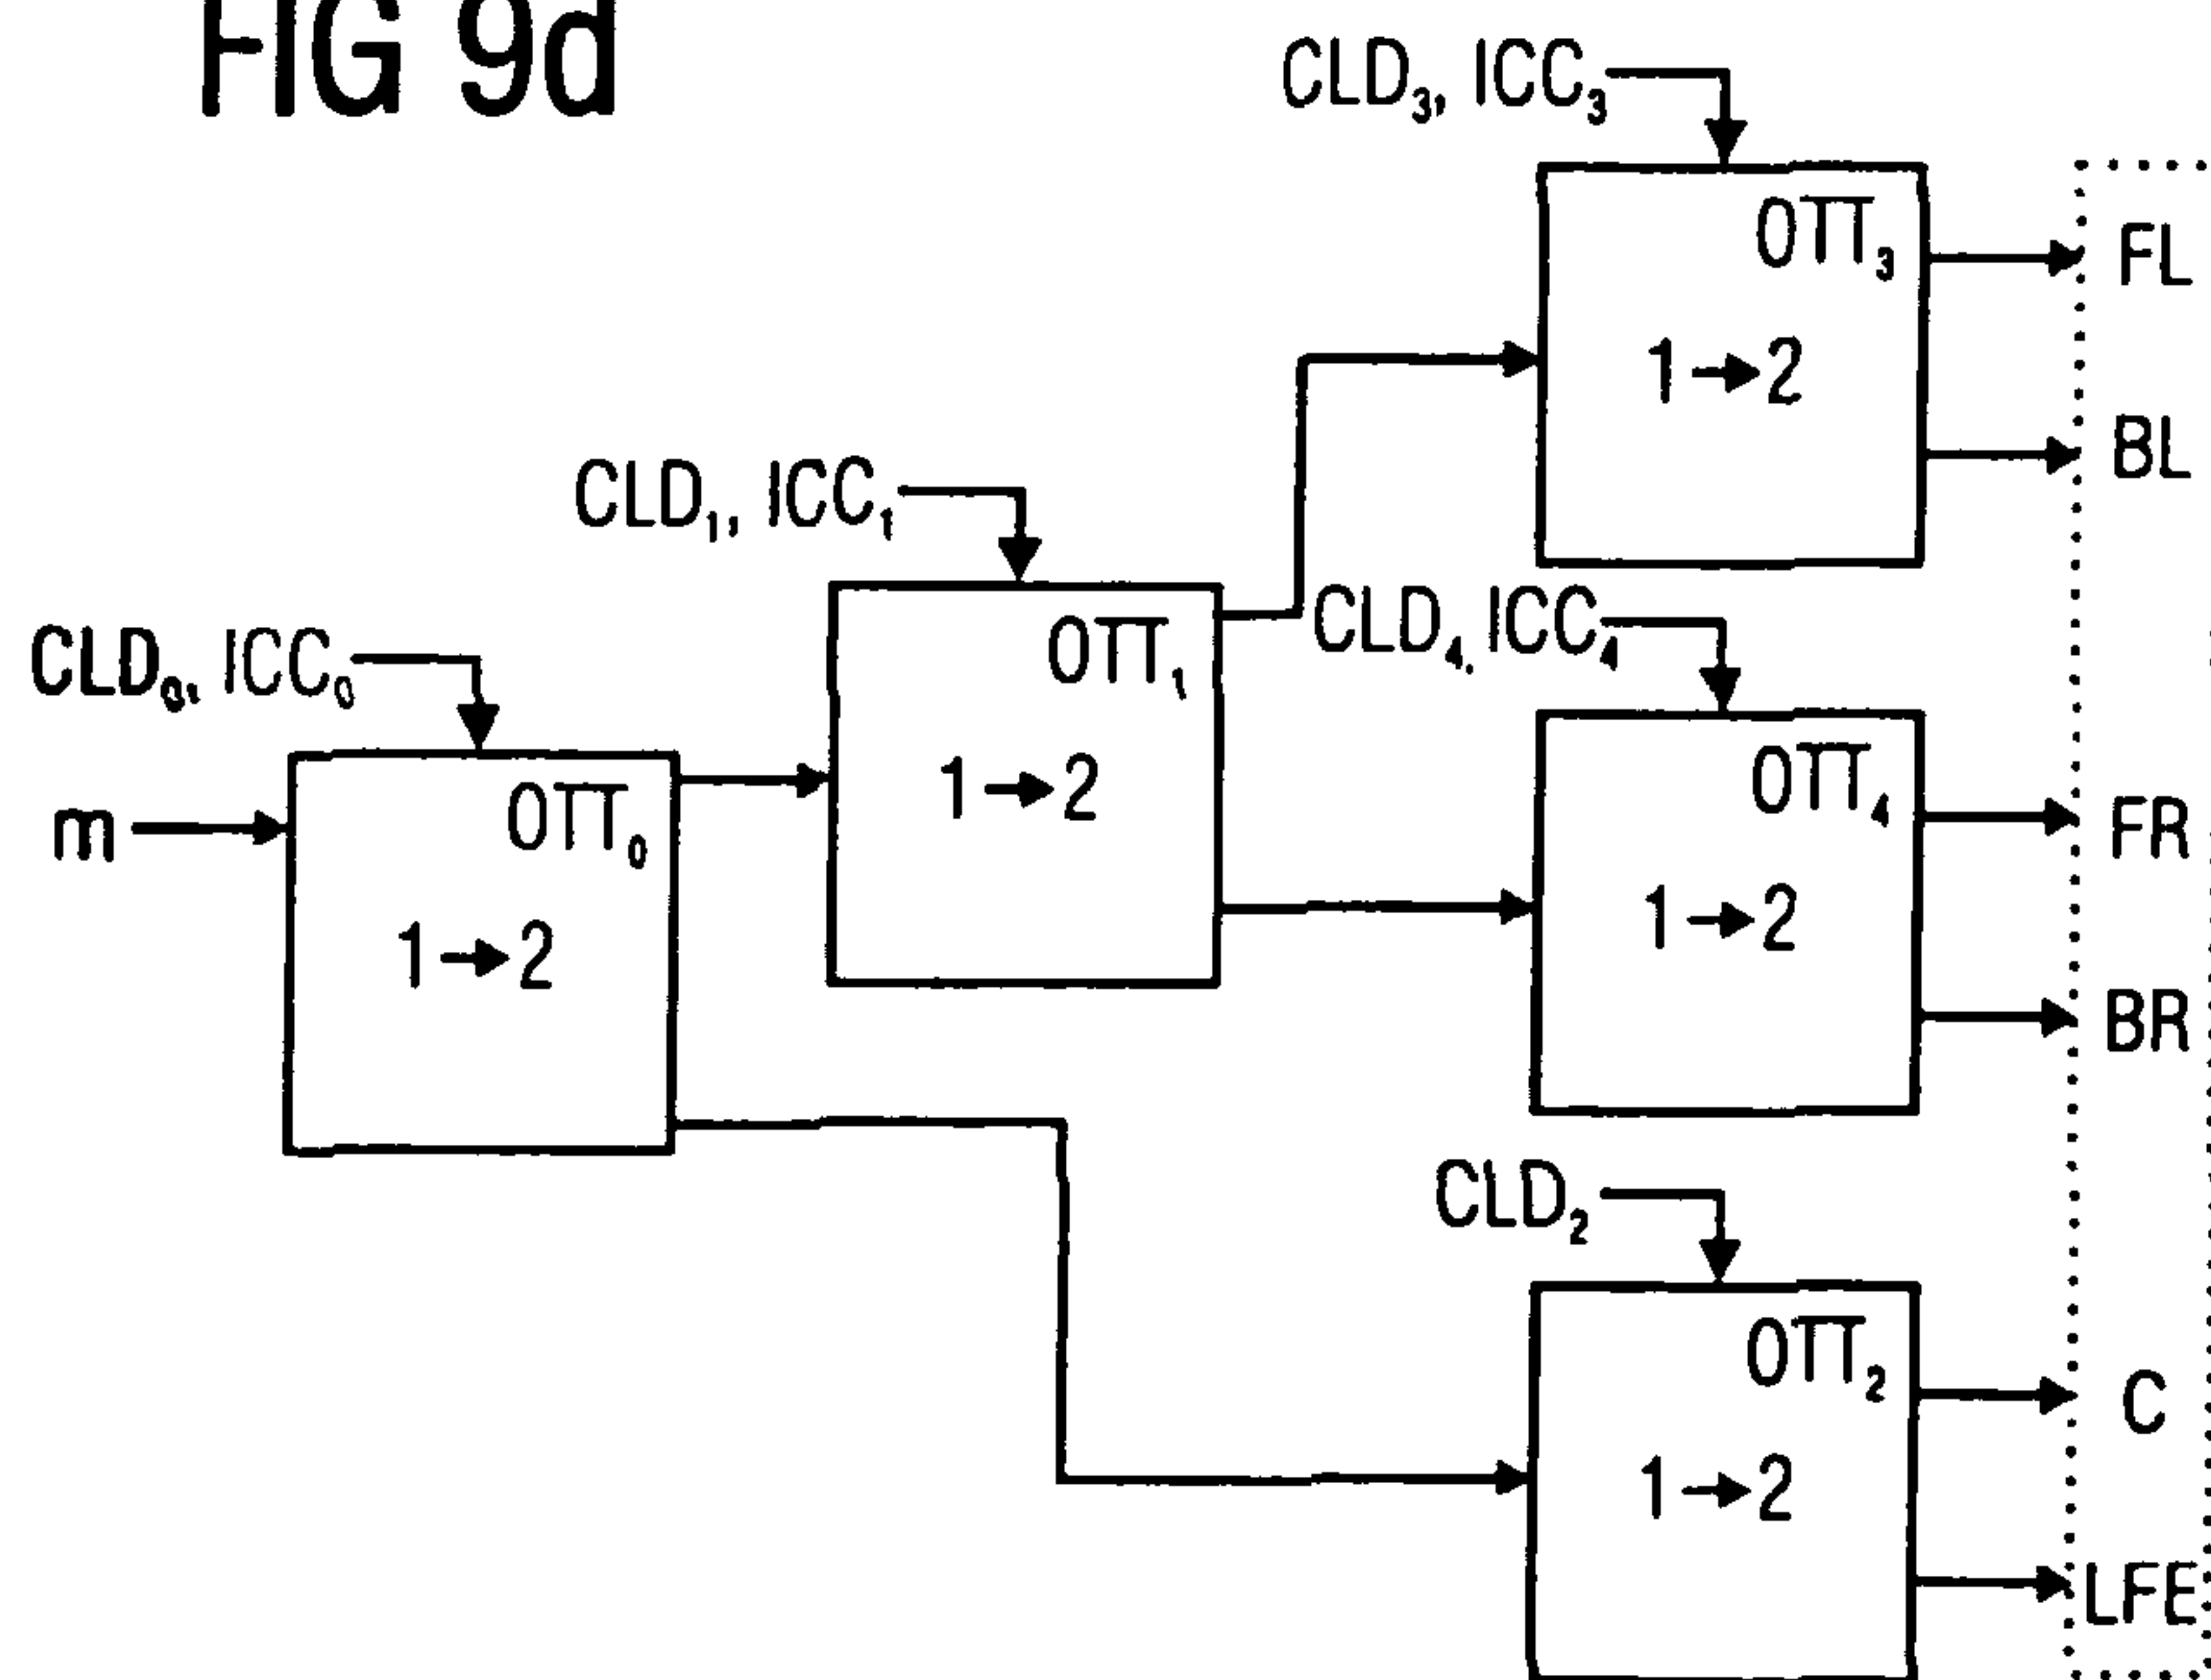 FIG 9d
CLD₃, ICC₃
OTT₃
1→2
FL
BL
CLD₁, ICC₁
OTT₁
1→2
CLD₄, ICC₄
OTT₄
1→2
FR
BR
CLD₀, ICC₀
m
OTT₀
1→2
CLD₂
OTT₂
1→2
C
LFE